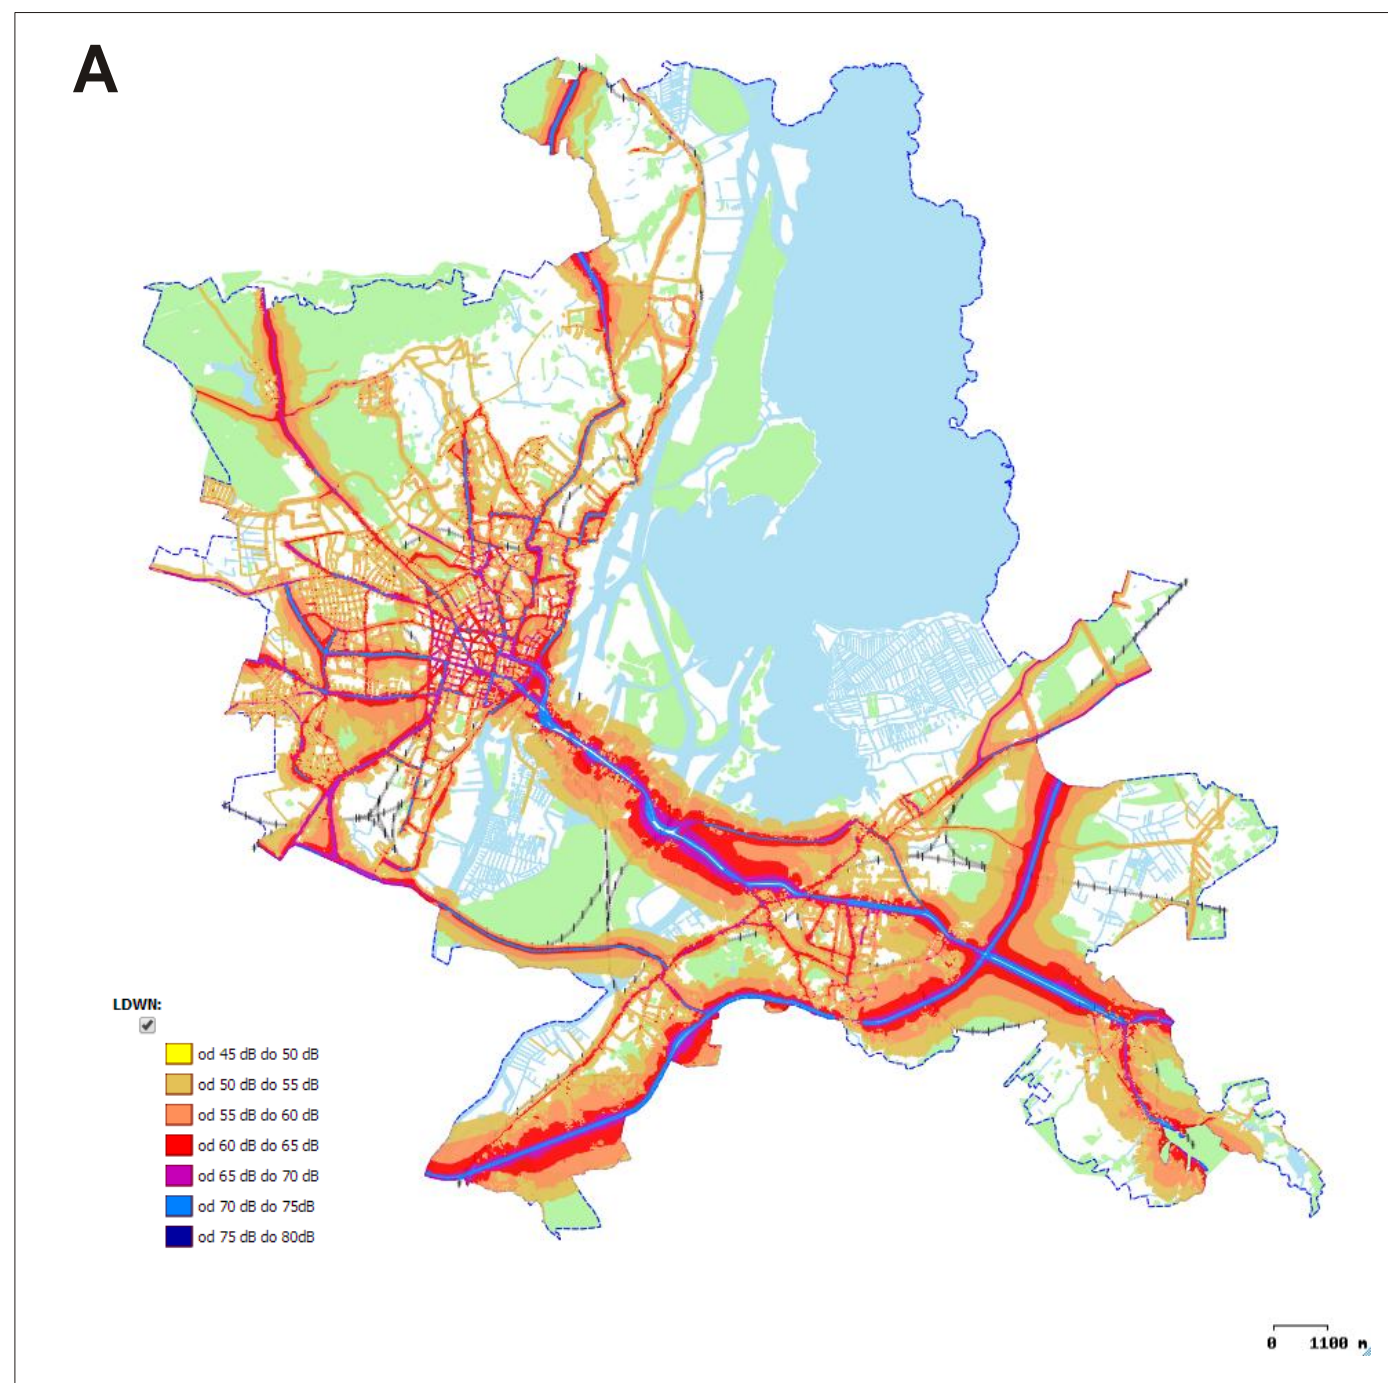 A
LDWN:
od 45 dB do 50 dB
od 50 dB do 55 dB
od 55 dB do 60 dB
od 60 dB do 65 dB
od 65 dB do 70 dB
od 70 dB do 75dB
od 75 dB do 80dB
0 1100 m